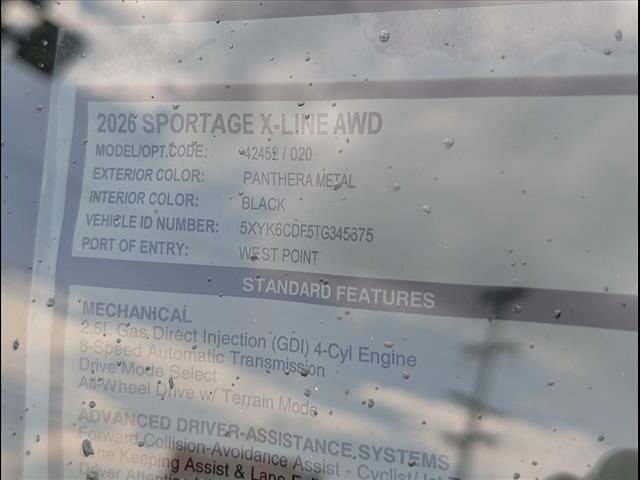 2026 SPORTAGE X-LINE AWD
MODEL/OPT.CODE: 42452 / 020
EXTERIOR COLOR: PANTHERA METAL
INTERIOR COLOR: BLACK
VEHICLE ID NUMBER: 5XYK6CDF5TG345675
PORT OF ENTRY: WEST POINT
STANDARD FEATURES
MECHANICAL
2.5L Gas Direct Injection (GDI) 4-Cyl Engine
8-Speed Automatic Transmission
Drive Mode Select
All-Wheel Drive w/ Terrain Mode
ADVANCED DRIVER-ASSISTANCE SYSTEMS
Forward Collision-Avoidance Assist - Cyclist/
Lane Keeping Assist & Lane
Driver